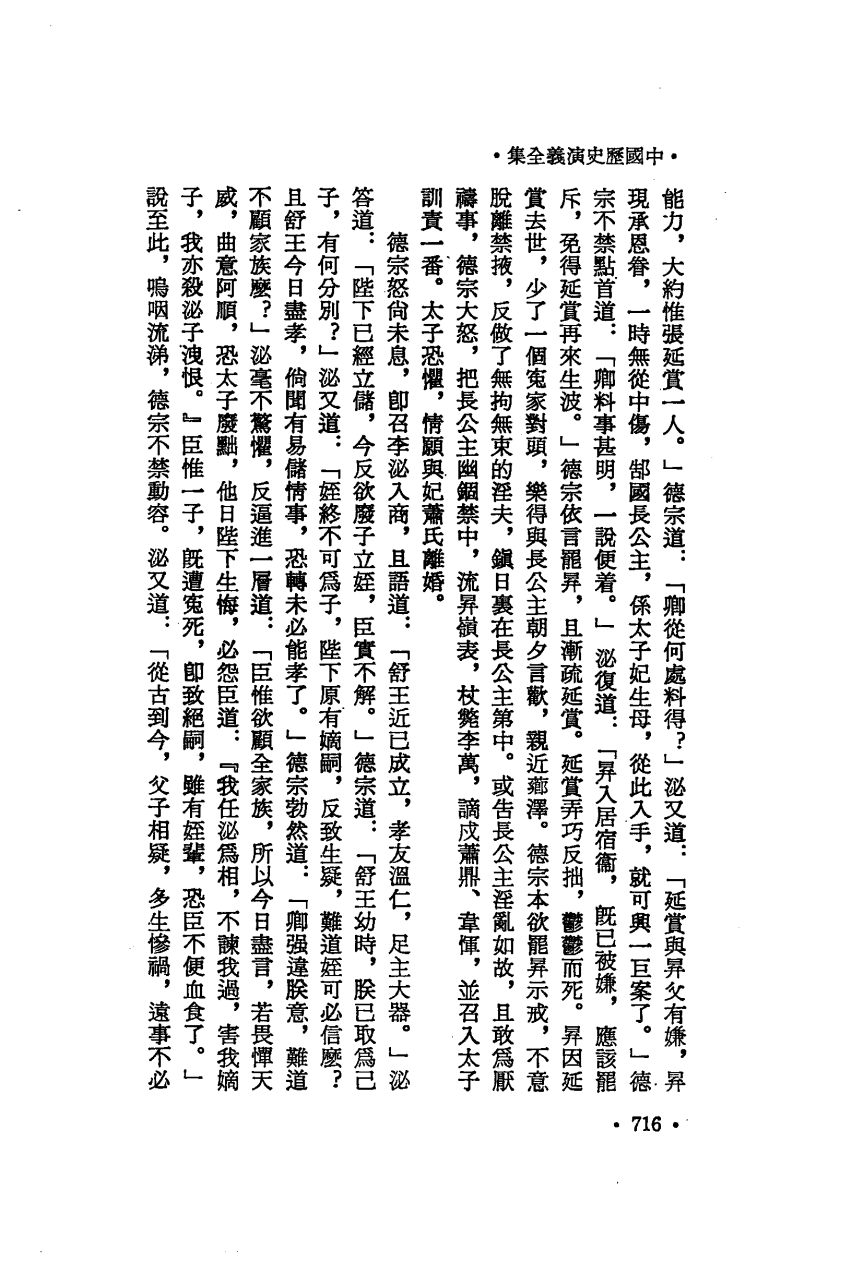 •中國歷史演義全集•
能力，大約惟張延賞一人。」德宗道：「卿從何處料得？」泌又道：「延賞與昇父有嫌，昇
現承恩眷，一時無從中傷，郜國長公主，係太子妃生母，從此入手，就可興一巨案了。」德
宗不禁點首道：「卿料事甚明，一說便着。」泌復道：「昇入居宿衞，旣已被嫌，應該罷
斥，免得延賞再來生波。」德宗依言罷昇，且漸疏延賞。延賞弄巧反拙，鬱鬱而死。昇因延
賞去世，少了一個寃家對頭，樂得與長公主朝夕言歡，親近薌澤。德宗本欲罷昇示戒，不意
脫離禁掖，反做了無拘無束的淫夫，鎭日裏在長公主第中。或吿長公主淫亂如故，且敢爲厭
禱事，德宗大怒，把長公主幽錮禁中，流昇嶺表，杖斃李萬，謫戍蕭鼎、韋恽，並召入太子
訓責一番。太子恐懼，情願與妃蕭氏離婚。
德宗怒尙未息，卽召李泌入商，且語道：「舒王近已成立，孝友溫仁，足主大器。」泌
答道：「陛下已經立儲，今反欲廢子立姪，臣實不解。」德宗道：「舒王幼時，朕已取爲己
子，有何分別？」泌又道：「姪終不可爲子，陛下原有嫡嗣，反致生疑，難道姪可必信麼？
且舒王今日盡孝，倘聞有易儲情事，恐轉未必能孝了。」德宗勃然道：「卿强違朕意，難道
不顧家族麼？」泌毫不驚懼，反逼進一層道：「臣惟欲顧全家族，所以今日盡言，若畏憚天
威，曲意阿順，恐太子廢黜，他日陛下生悔，必怨臣道：『我任泌爲相，不諫我過，害我嫡
子，我亦殺泌子洩恨。』臣惟一子，旣遭寃死，卽致絕嗣，雖有姪輩，恐臣不便血食了。」
說至此，嗚咽流涕，德宗不禁動容。泌又道：「從古到今，父子相疑，多生慘禍，遠事不必
•716•